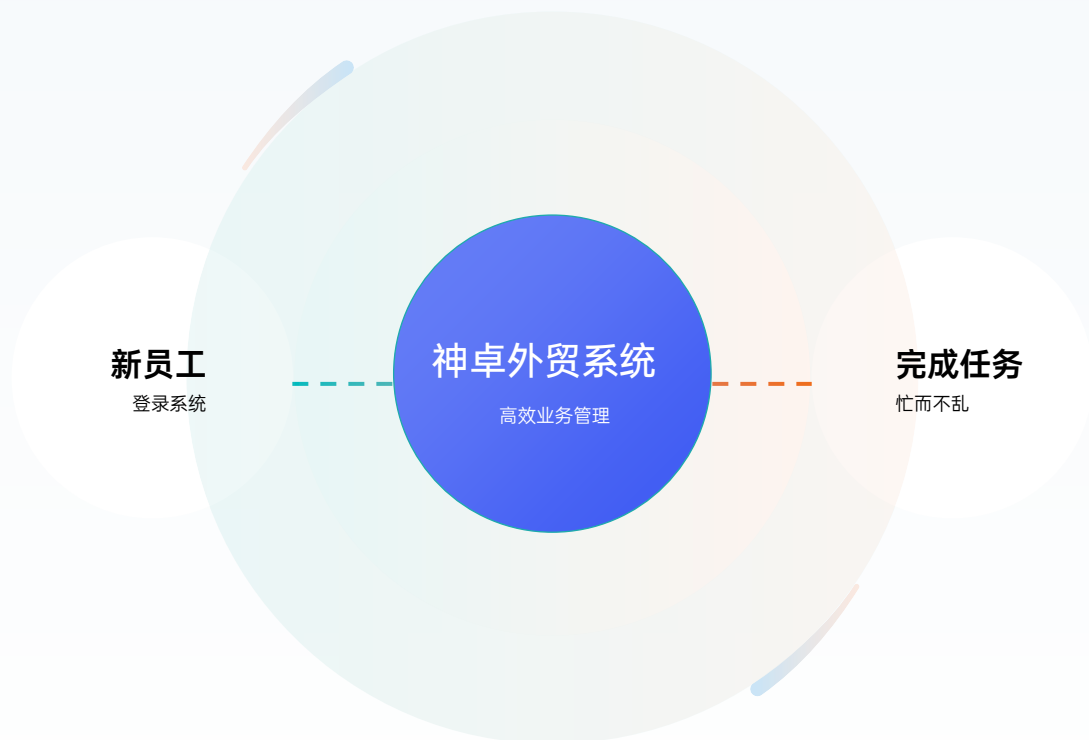 新员工
登录系统
神卓外贸系统
高效业务管理
完成任务
忙而不乱